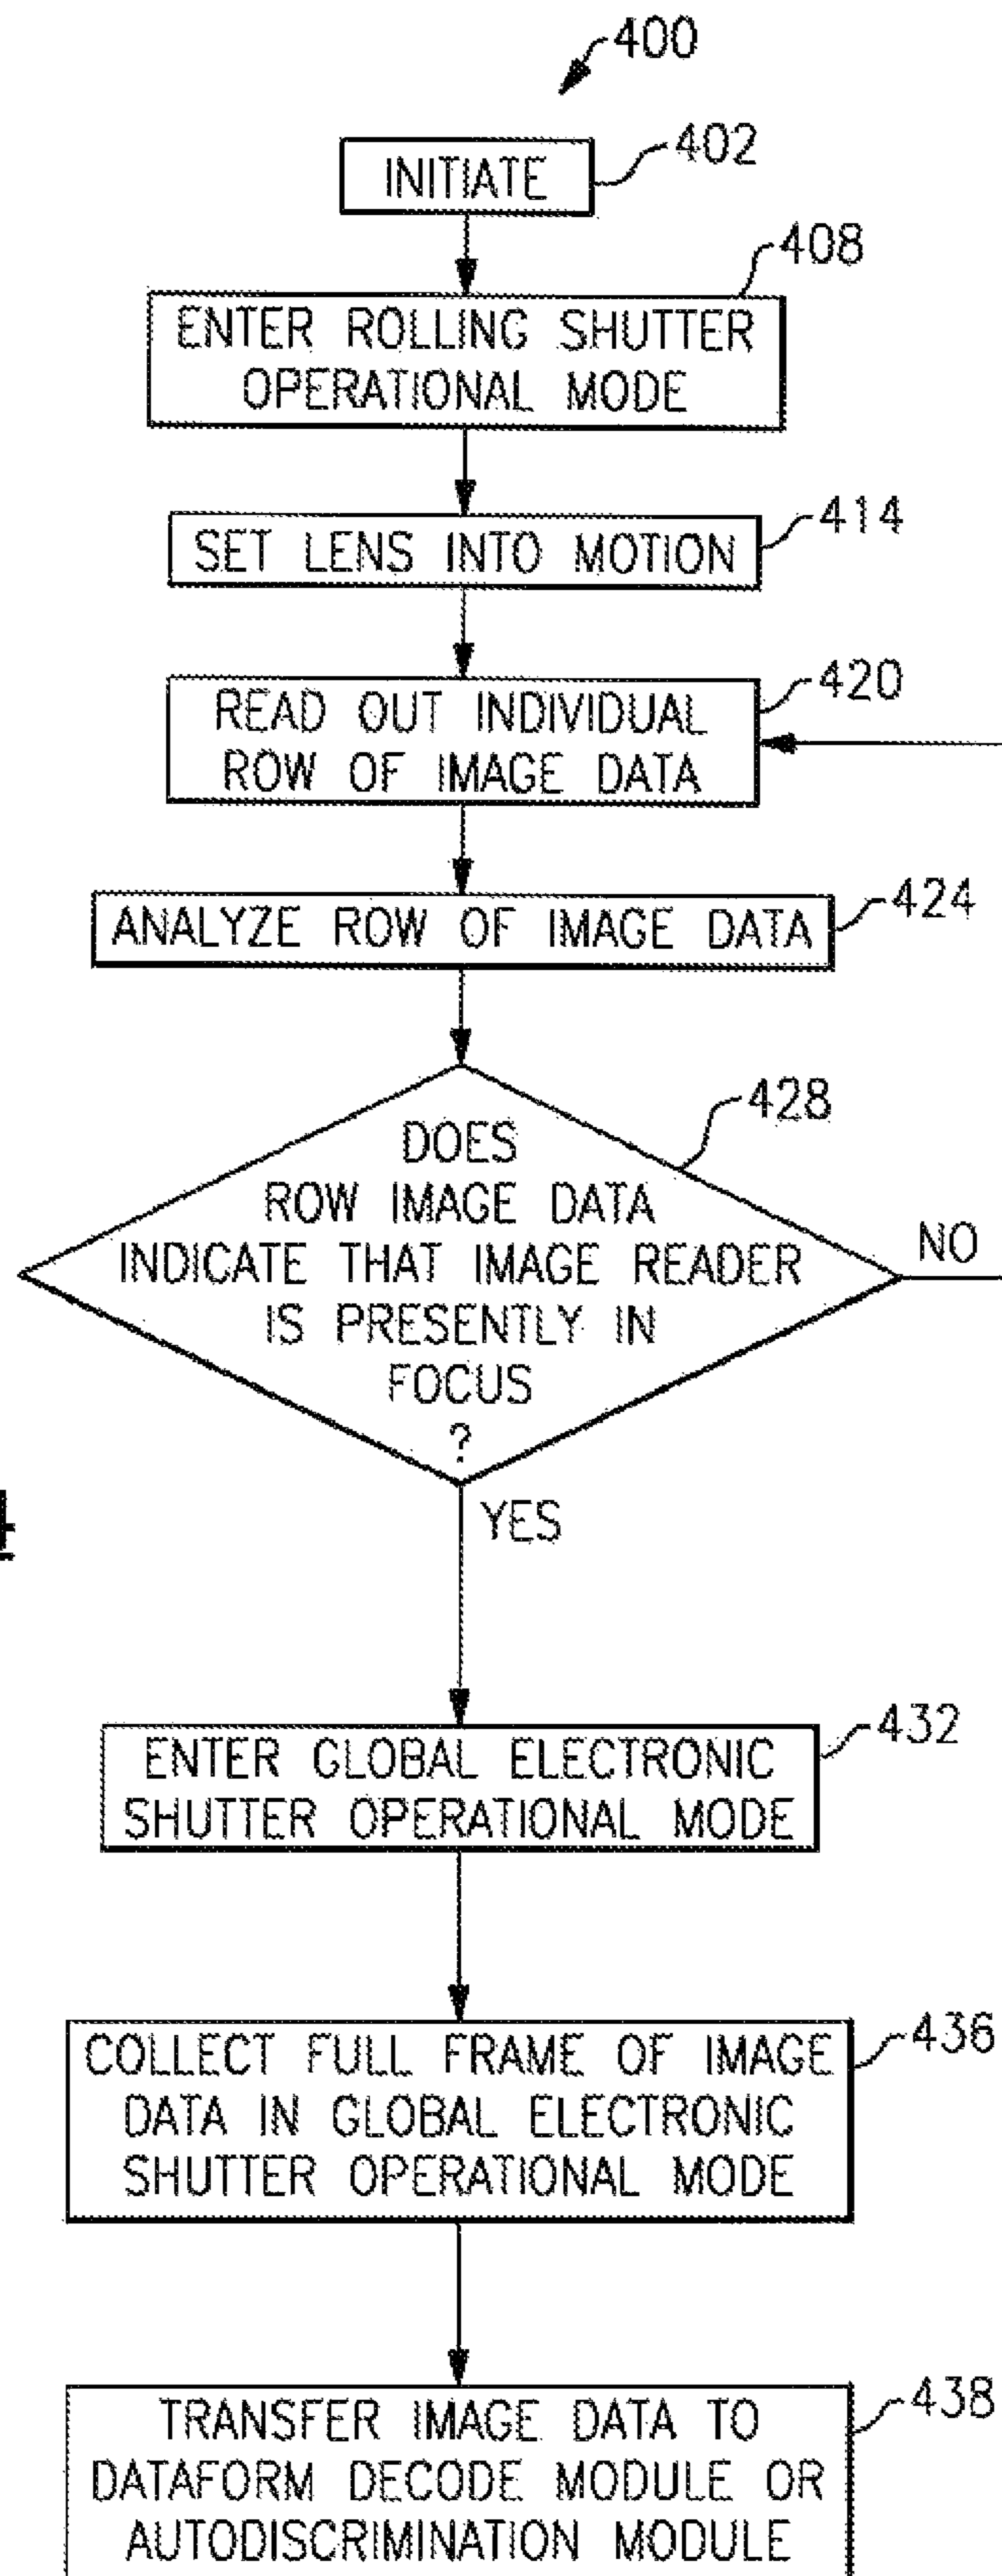 400
INITIATE
402
408
ENTER ROLLING SHUTTER
OPERATIONAL MODE
SET LENS INTO MOTION
414
READ OUT INDIVIDUAL
ROW OF IMAGE DATA
420
ANALYZE ROW OF IMAGE DATA
424
428
DOES
ROW IMAGE DATA
INDICATE THAT IMAGE READER
IS PRESENTLY IN
FOCUS
?
NO
YES
4
ENTER GLOBAL ELECTRONIC
SHUTTER OPERATIONAL MODE
432
COLLECT FULL FRAME OF IMAGE
DATA IN GLOBAL ELECTRONIC
SHUTTER OPERATIONAL MODE
436
TRANSFER IMAGE DATA TO
DATAFORM DECODE MODULE OR
AUTODISCRIMINATION MODULE
438